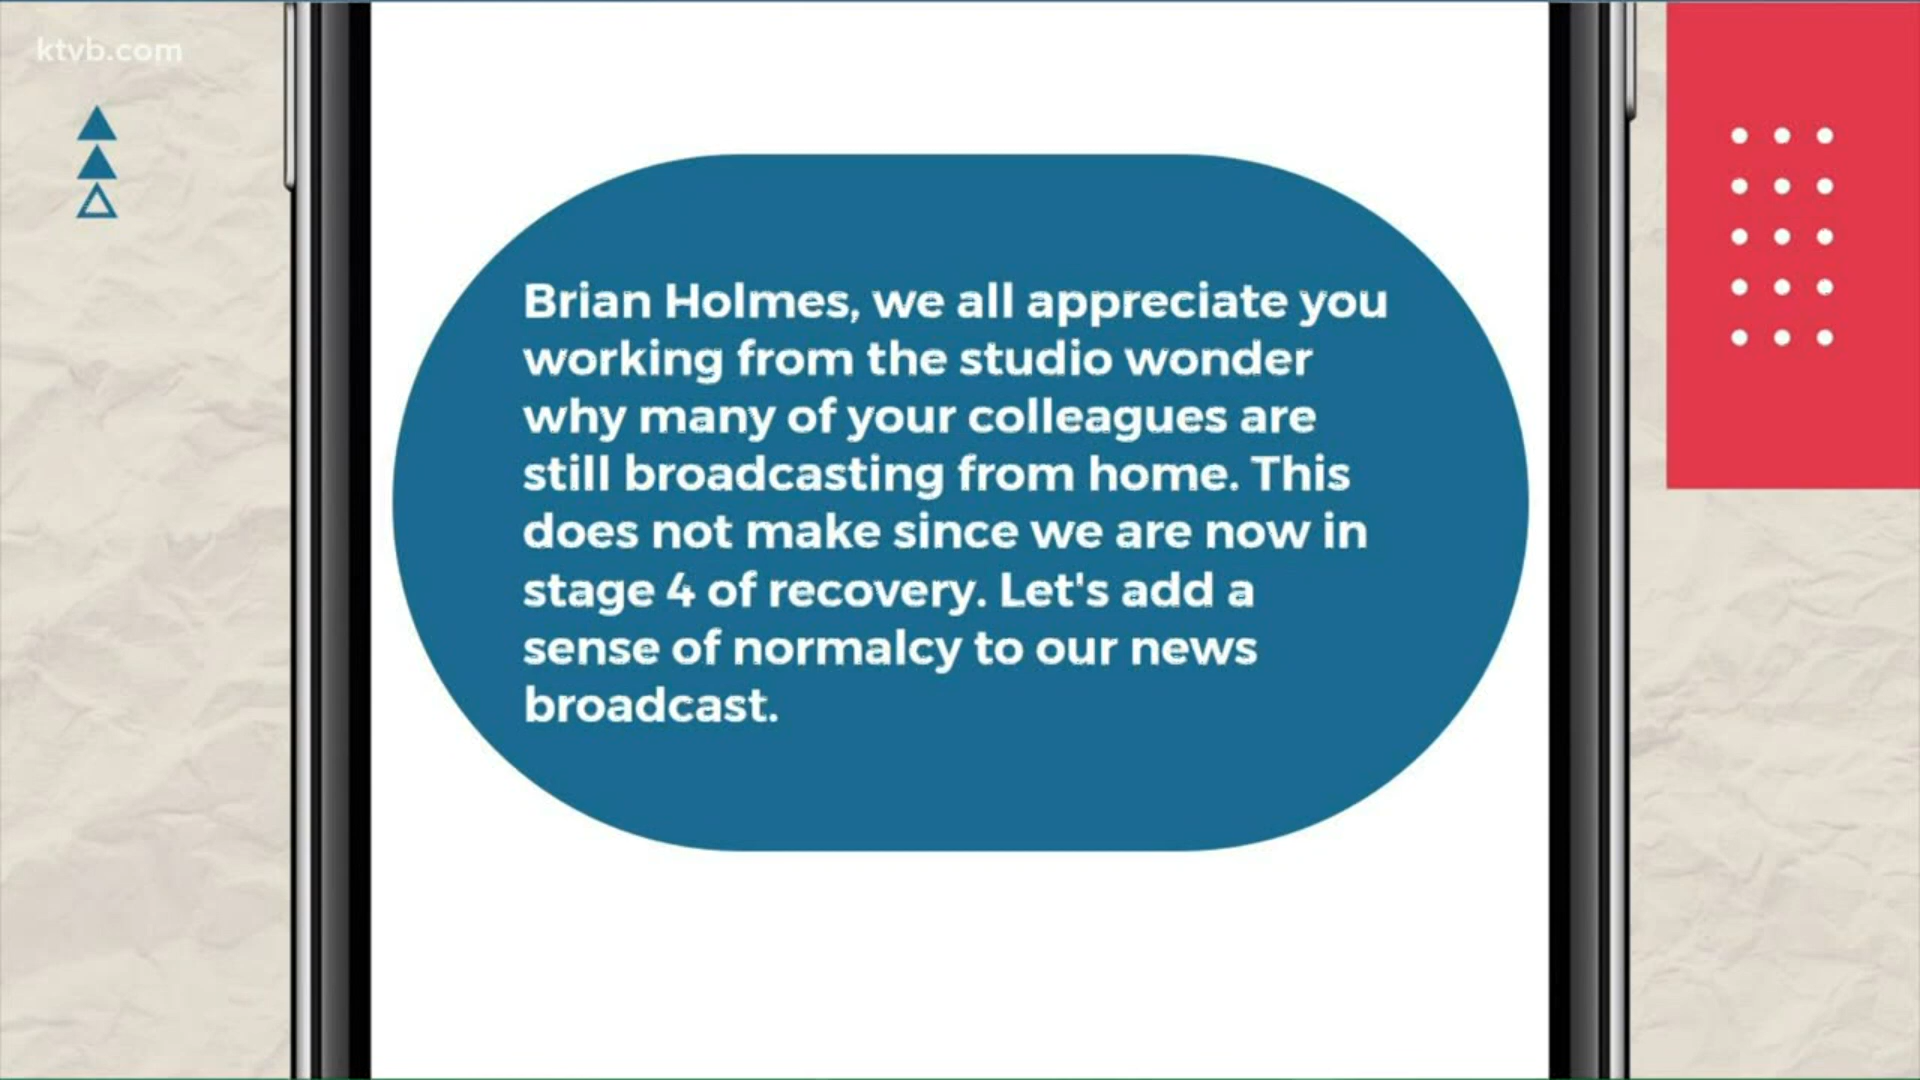 ktvb.com
Brian Holmes, we all appreciate you
working from the studio wonder
why many of your colleagues are
still broadcasting from home. This
does not make since we are now in
stage 4 of recovery. Let's add a
sense of normalcy to our news
broadcast.